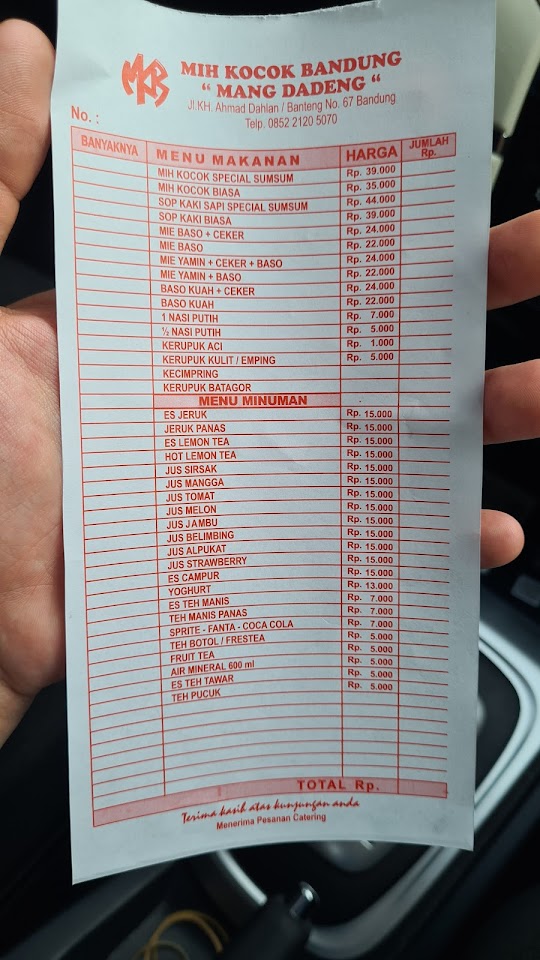 MKB
MIH KOCOK BANDUNG
“ MANG DADENG “
Jl.KH. Ahmad Dahlan / Banteng No. 67 Bandung
Telp. 0852 2120 5070
No. :
BANYAKNYA MENU MAKANAN HARGA JUMLAH Rp.
MIH KOCOK SPECIAL SUMSUM Rp. 39.000
MIH KOCOK BIASA Rp. 35.000
SOP KAKI SAPI SPECIAL SUMSUM Rp. 44.000
SOP KAKI BIASA Rp. 39.000
MIE BASO + CEKER Rp. 24.000
MIE BASO Rp. 22.000
MIE YAMIN + CEKER + BASO Rp. 24.000
MIE YAMIN + BASO Rp. 22.000
BASO KUAH + CEKER Rp. 24.000
BASO KUAH Rp. 22.000
1 NASI PUTIH Rp. 7.000
½ NASI PUTIH Rp. 5.000
KERUPUK ACI Rp. 1.000
KERUPUK KULIT / EMPING Rp. 5.000
KECIMPRING
KERUPUK BATAGOR
MENU MINUMAN
ES JERUK Rp. 15.000
JERUK PANAS Rp. 15.000
ES LEMON TEA Rp. 15.000
HOT LEMON TEA Rp. 15.000
JUS SIRSAK Rp. 15.000
JUS MANGGA Rp. 15.000
JUS TOMAT Rp. 15.000
JUS MELON Rp. 15.000
JUS JAMBU Rp. 15.000
JUS BELIMBING Rp. 15.000
JUS ALPUKAT Rp. 15.000
JUS STRAWBERRY Rp. 15.000
ES CAMPUR Rp. 15.000
YOGHURT Rp. 13.000
ES TEH MANIS Rp. 7.000
TEH MANIS PANAS Rp. 7.000
SPRITE - FANTA - COCA COLA Rp. 7.000
TEH BOTOL / FRESTEA Rp. 5.000
FRUIT TEA Rp. 5.000
AIR MINERAL 600 ml Rp. 5.000
ES TEH TAWAR Rp. 5.000
TEH PUCUK Rp. 5.000
TOTAL Rp.
Terima kasih atas kunjungan anda
Menerima Pesanan Catering